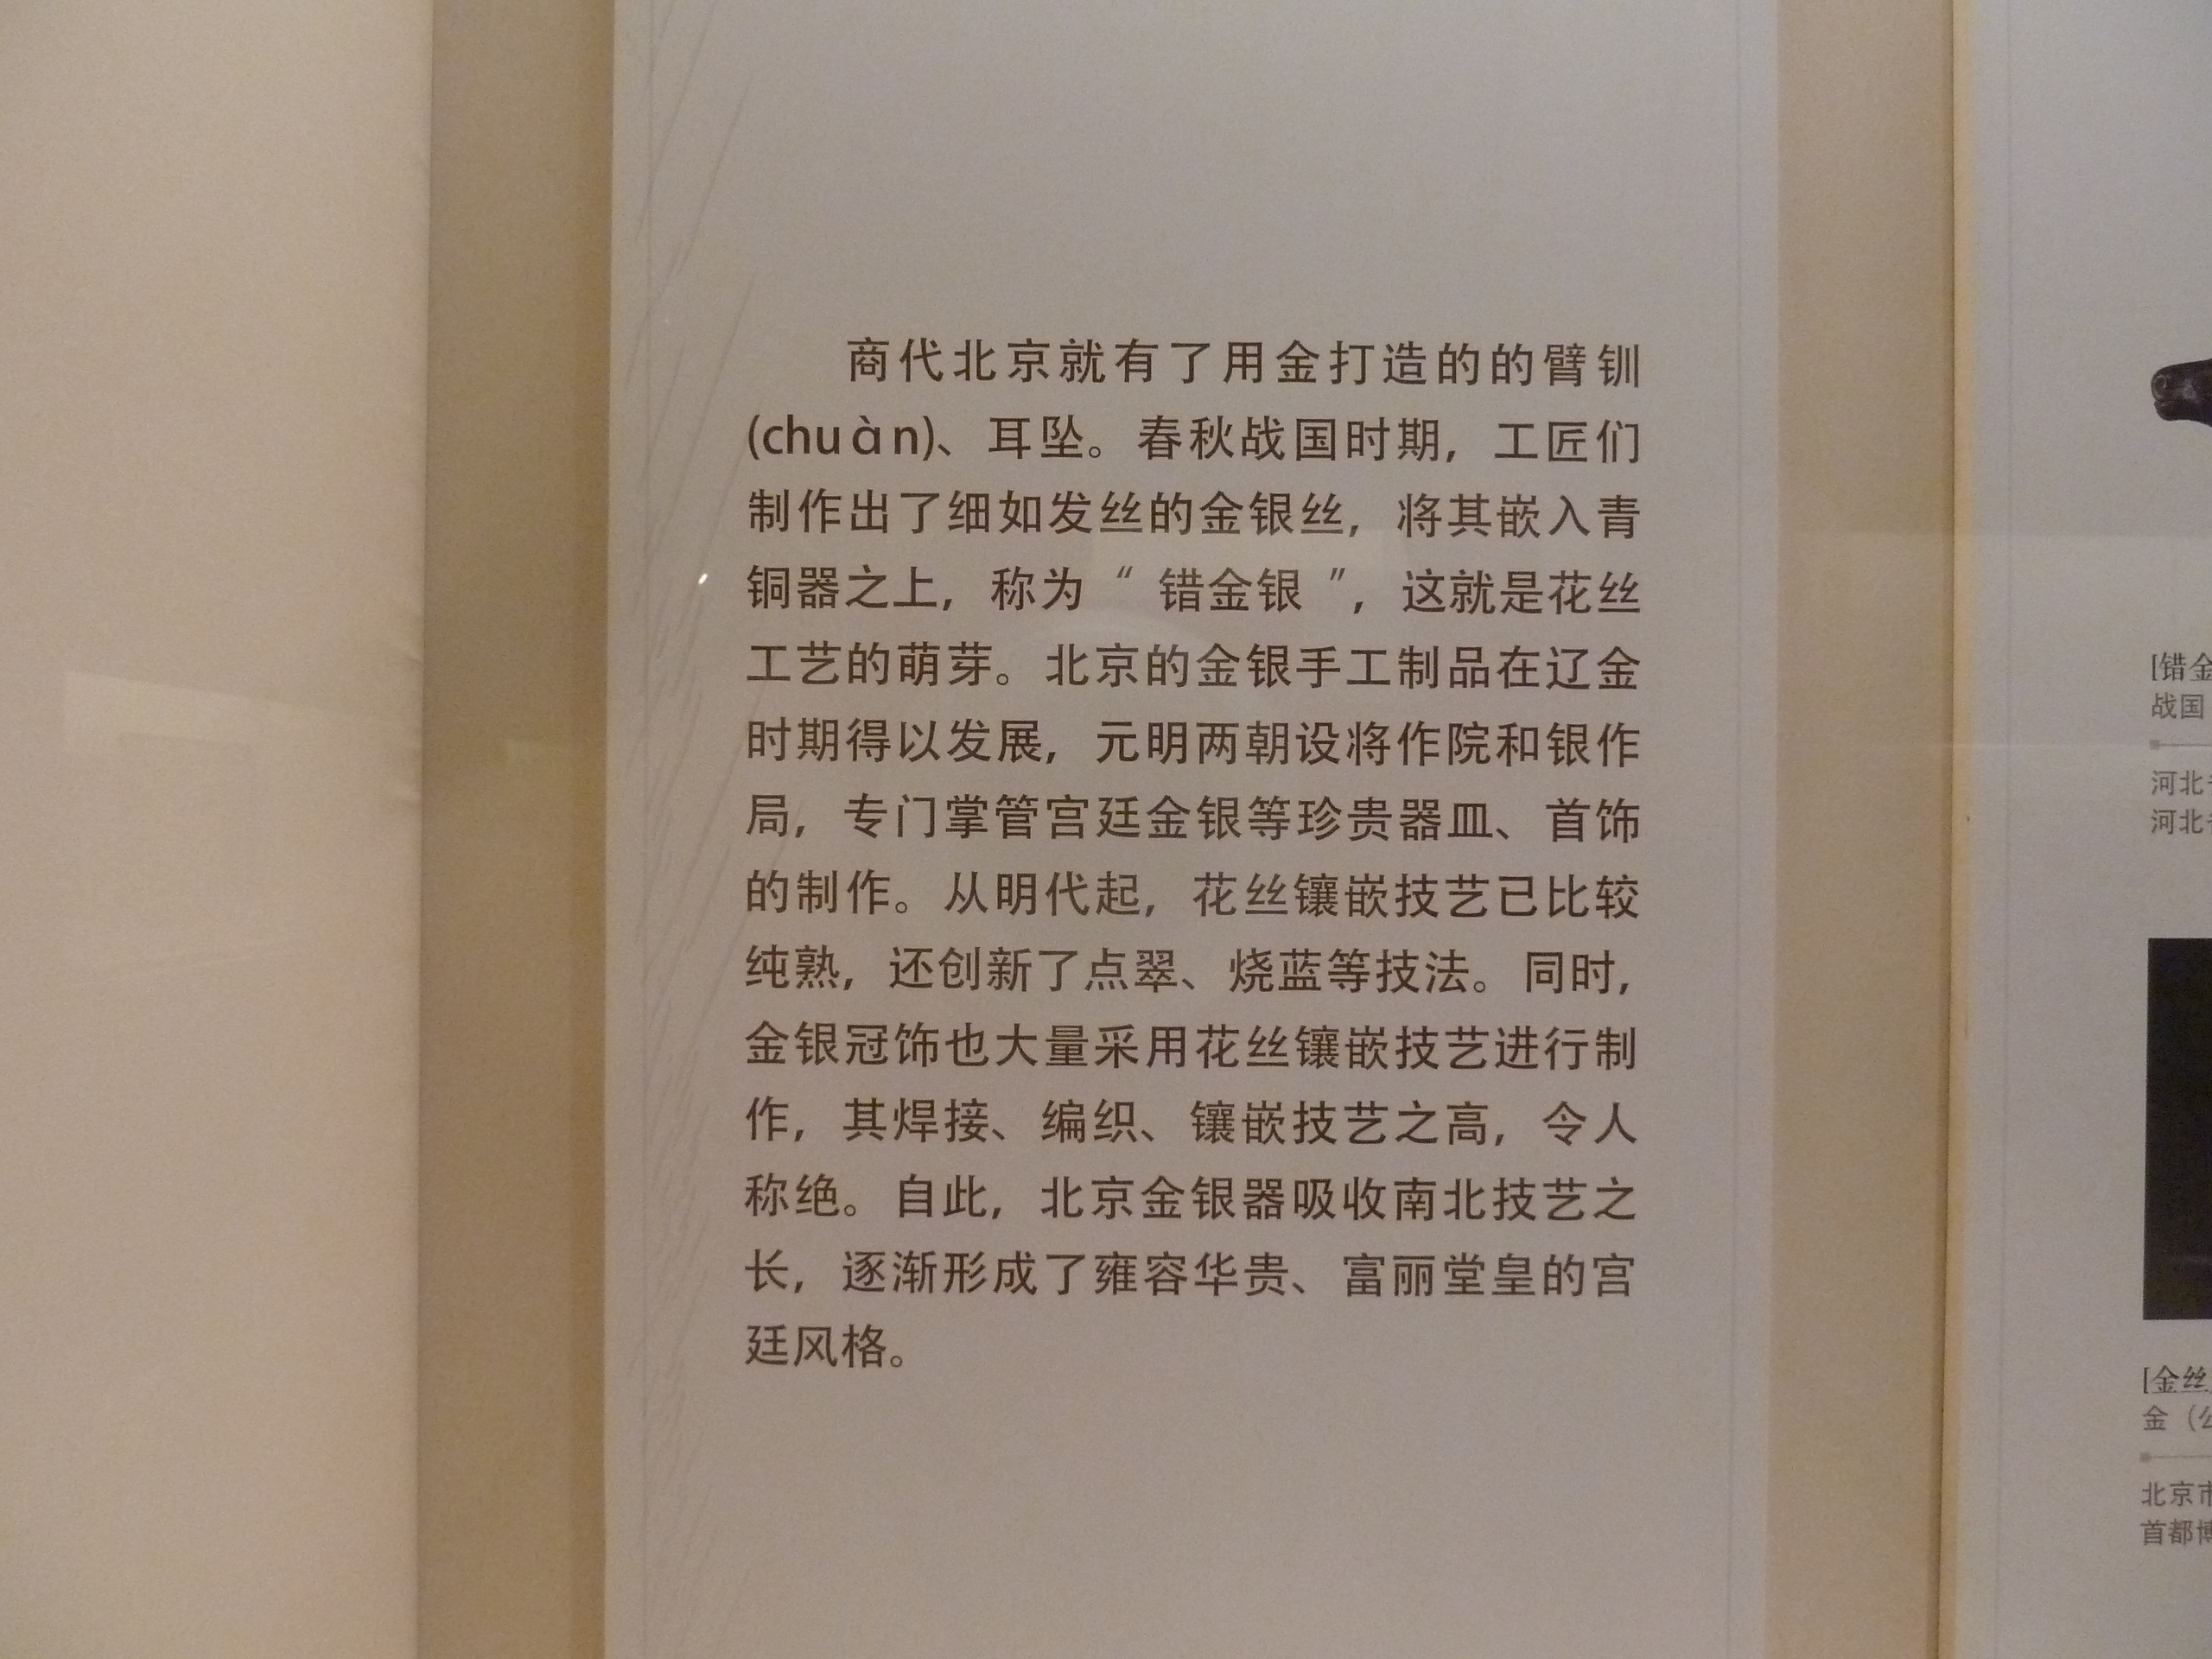 商代北京就有了用金打造的的臂钏
(chuàn)、耳坠。春秋战国时期，工匠们
制作出了细如发丝的金银丝，将其嵌入青
铜器之上，称为“错金银”，这就是花丝
工艺的萌芽。北京的金银手工制品在辽金
时期得以发展，元明两朝设将作院和银作
局，专门掌管宫廷金银等珍贵器皿、首饰
的制作。从明代起，花丝镶嵌技艺已比较
纯熟，还创新了点翠、烧蓝等技法。同时，
金银冠饰也大量采用花丝镶嵌技艺进行制
作，其焊接、编织、镶嵌技艺之高，令人
称绝。自此，北京金银器吸收南北技艺之
长，逐渐形成了雍容华贵、富丽堂皇的宫
廷风格。
[错金
战国
河北
河北
[金丝
金（公
北京市
首都博